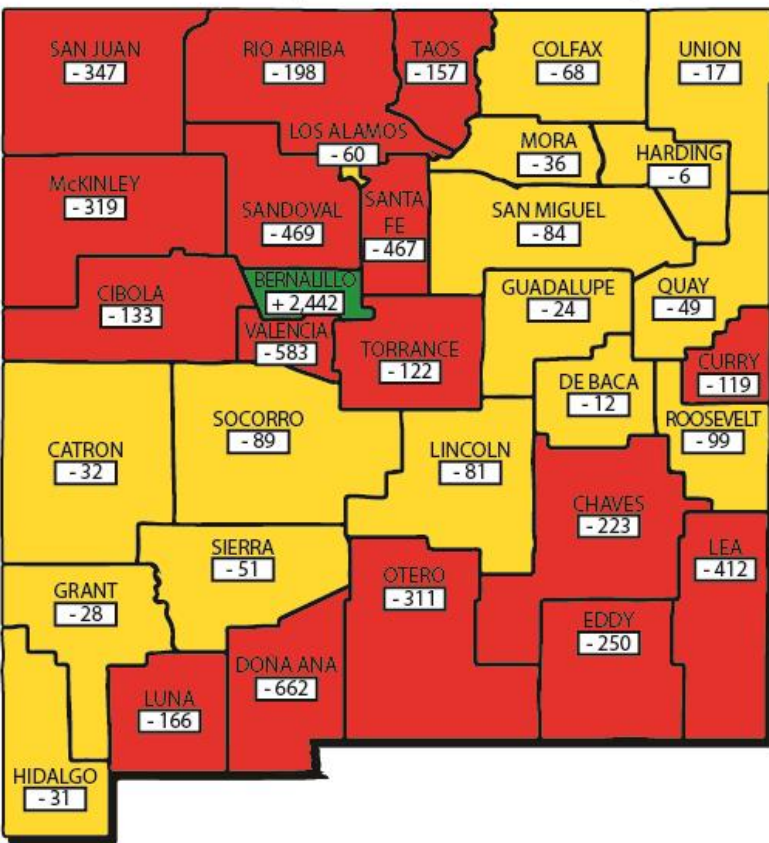 SAN JUAN
- 347
RIO ARRIBA
- 198
TAOS
- 157
COLFAX
- 68
UNION
- 17
LOS ALAMOS
- 60
MORA
- 36
HARDING
- 6
McKINLEY
- 319
SANDOVAL
- 469
SANTA
FE
- 467
SAN MIGUEL
- 84
CIBOLA
- 133
BERNALILLO
+ 2,442
GUADALUPE
- 24
QUAY
- 49
VALENCIA
- 583
TORRANCE
- 122
CURRY
- 119
DE BACA
- 12
CATRON
- 32
SOCORRO
- 89
LINCOLN
- 81
ROOSEVELT
- 99
CHAVES
- 223
SIERRA
- 51
OTERO
- 311
LEA
- 412
GRANT
- 28
EDDY
- 250
LUNA
- 166
DOÑA ANA
- 662
HIDALGO
- 31